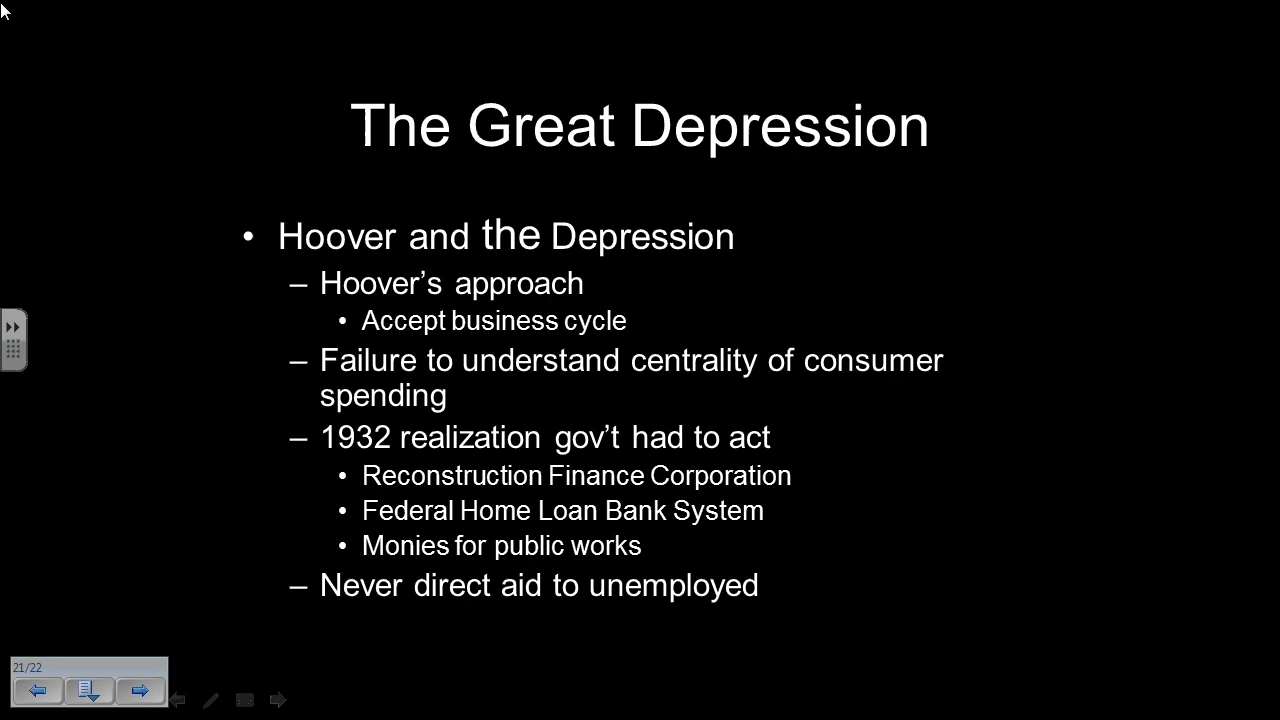 The Great Depression
• Hoover and the Depression
– Hoover’s approach
• Accept business cycle
– Failure to understand centrality of consumer
spending
– 1932 realization gov’t had to act
• Reconstruction Finance Corporation
• Federal Home Loan Bank System
• Monies for public works
– Never direct aid to unemployed
21/22